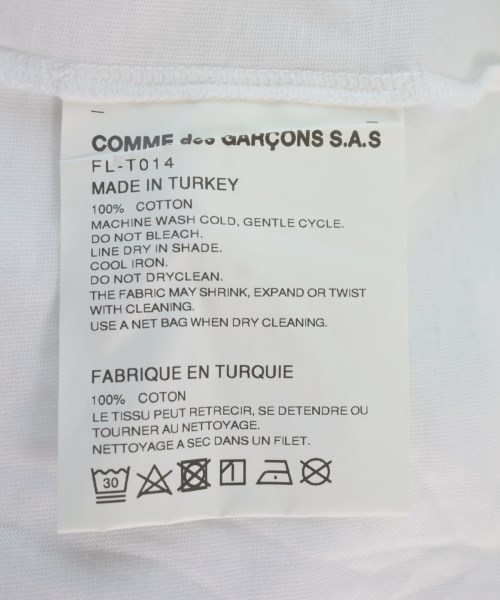 COMME des GARÇONS S.A.S
FL-T014
MADE IN TURKEY
100% COTTON
MACHINE WASH COLD, GENTLE CYCLE.
DO NOT BLEACH.
LINE DRY IN SHADE.
COOL IRON.
DO NOT DRYCLEAN.
THE FABRIC MAY SHRINK, EXPAND OR TWIST
WITH CLEANING.
USE A NET BAG WHEN DRY CLEANING.
FABRIQUE EN TURQUIE
100% COTON
LE TISSU PEUT RETRECIR, SE DETENDRE OU
TOURNER AU NETTOYAGE.
NETTOYAGE A SEC DANS UN FILET.
30